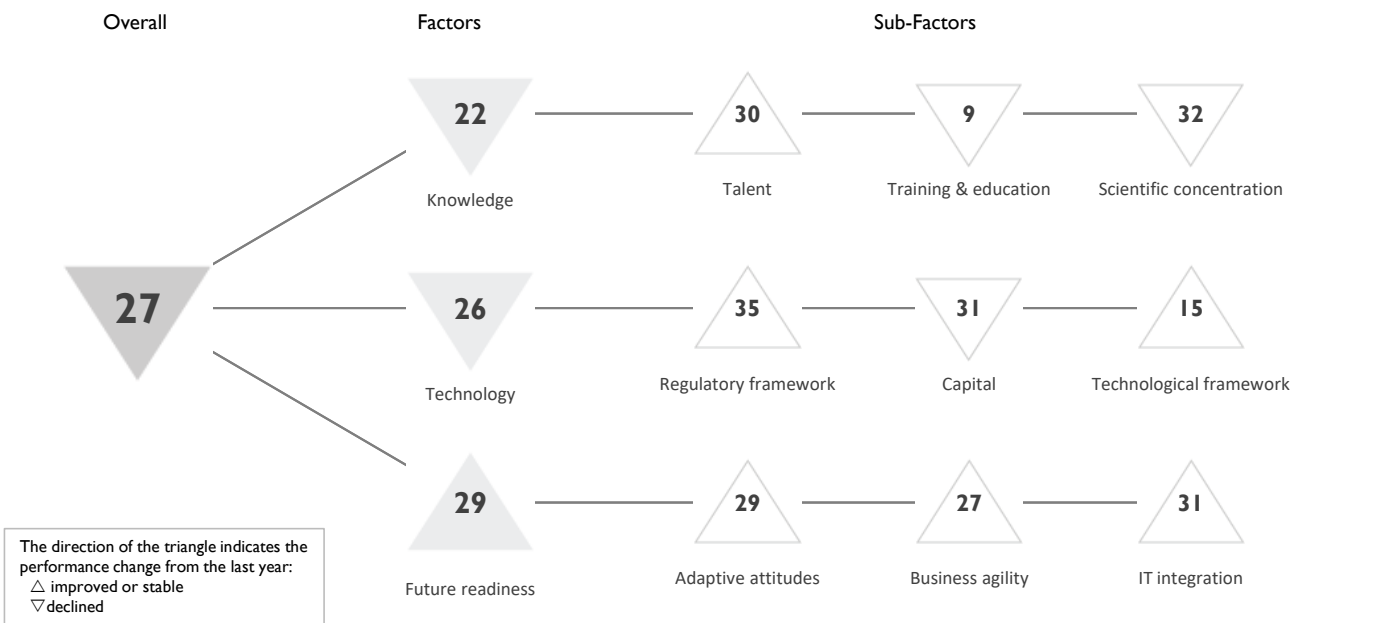 Overall Factors Sub-Factors
22 30 9 32
Knowledge Talent Training & education Scientific concentration
27 26 35 31 15
Technology Regulatory framework Capital Technological framework
29 29 27 31
Future readiness Adaptive attitudes Business agility IT integration
The direction of the triangle indicates the
performance change from the last year:
△ improved or stable
▽ declined